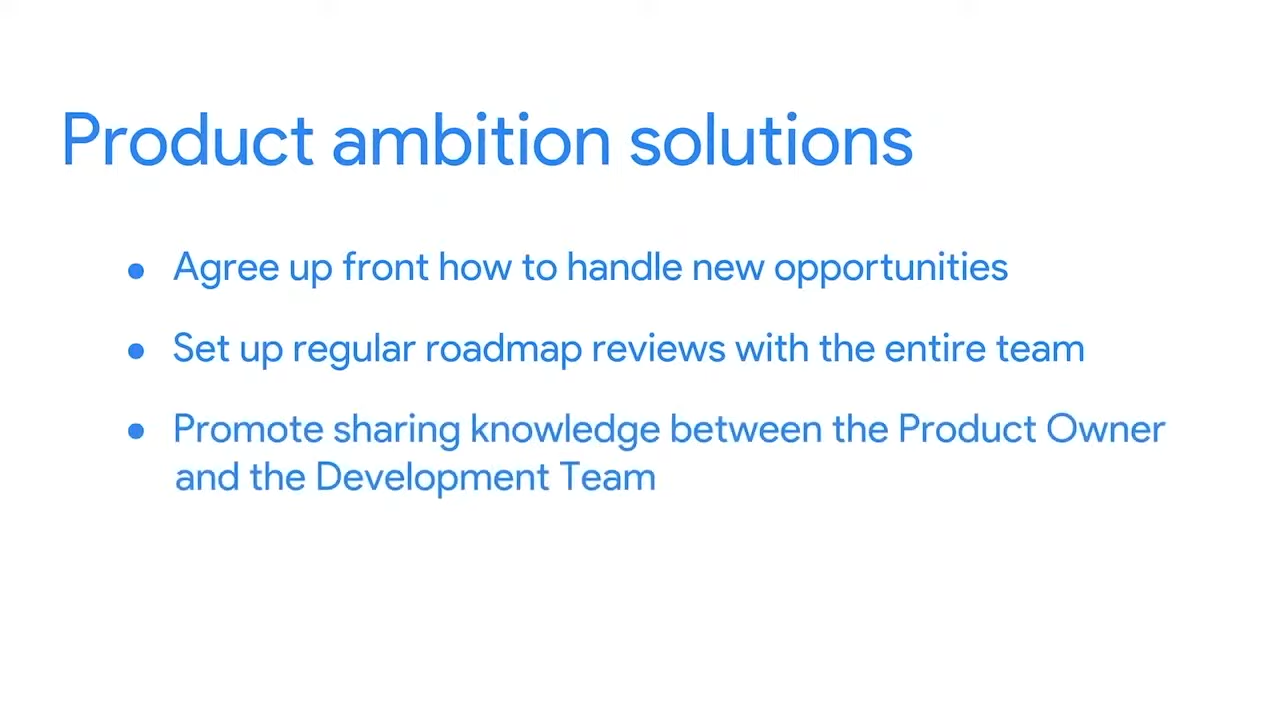 Product ambition solutions
• Agree up front how to handle new opportunities
• Set up regular roadmap reviews with the entire team
• Promote sharing knowledge between the Product Owner
and the Development Team